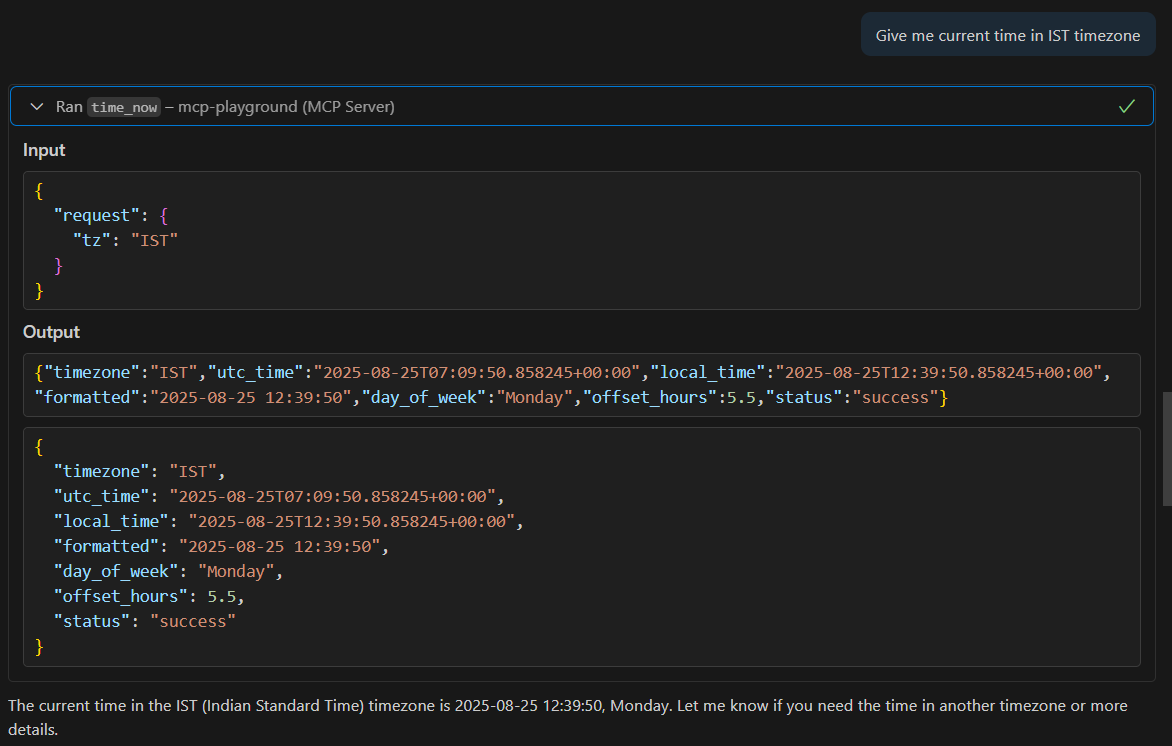 Give me current time in IST timezone
Ran time_now – mcp-playground (MCP Server)
Input
{
  "request": {
    "tz": "IST"
  }
}
Output
{"timezone":"IST","utc_time":"2025-08-25T07:09:50.858245+00:00","local_time":"2025-08-25T12:39:50.858245+00:00",
"formatted":"2025-08-25 12:39:50","day_of_week":"Monday","offset_hours":5.5,"status":"success"}
{
  "timezone": "IST",
  "utc_time": "2025-08-25T07:09:50.858245+00:00",
  "local_time": "2025-08-25T12:39:50.858245+00:00",
  "formatted": "2025-08-25 12:39:50",
  "day_of_week": "Monday",
  "offset_hours": 5.5,
  "status": "success"
}
The current time in the IST (Indian Standard Time) timezone is 2025-08-25 12:39:50, Monday. Let me know if you need the time in another timezone or more
details.